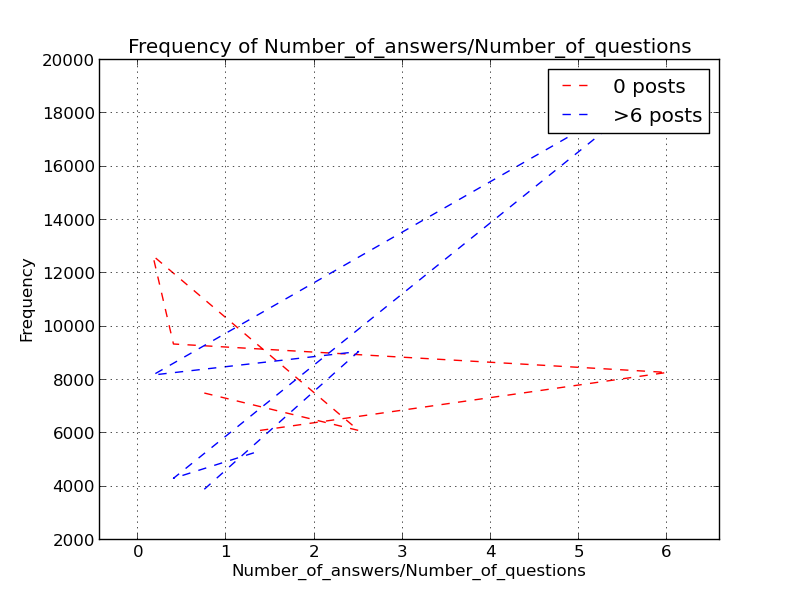 Frequency of Number_of_answers/Number_of_questions
20000
18000
16000
14000
12000
10000
8000
6000
4000
2000
Frequency
0 posts
>6 posts
0 1 2 3 4 5 6
Number_of_answers/Number_of_questions